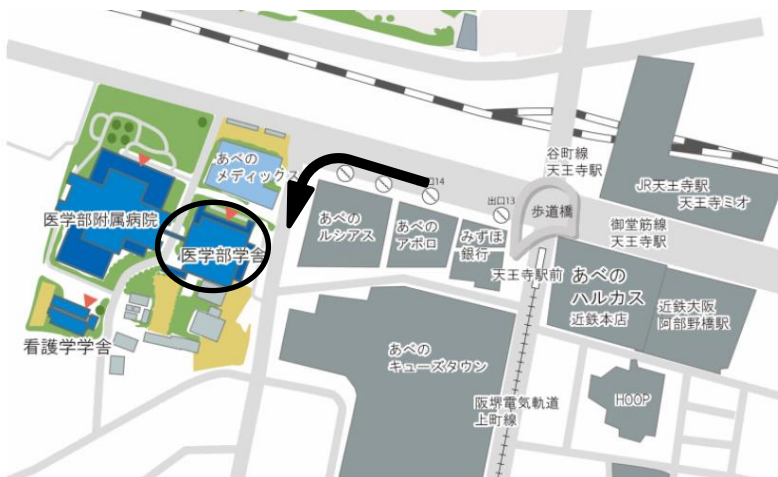 谷町線
天王寺駅
あべの
メディックス
口14
JR天王寺駅
天王寺ミオ
出口13
歩道橋
医学部附属病院
あべの
ルシアス
あべの
アポロ
みずほ
銀行
御堂筋線
天王寺駅
医学部学舎
天王寺駅前
あべの
ハルカス
近鉄本店
近鉄大阪
阿部野橋駅
看護学学舎
あべの
キューズタウン
阪堺電気軌道
上町線
HOOP